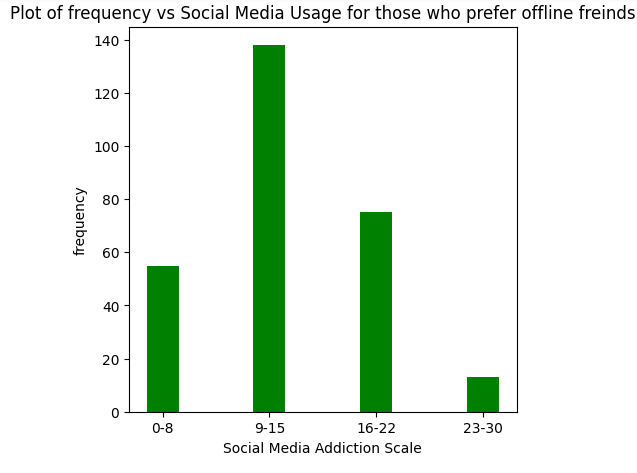 Plot of frequency vs Social Media Usage for those who prefer offline freinds
140
120
100
80
60
40
20
0
frequency
0-8 9-15 16-22 23-30
Social Media Addiction Scale